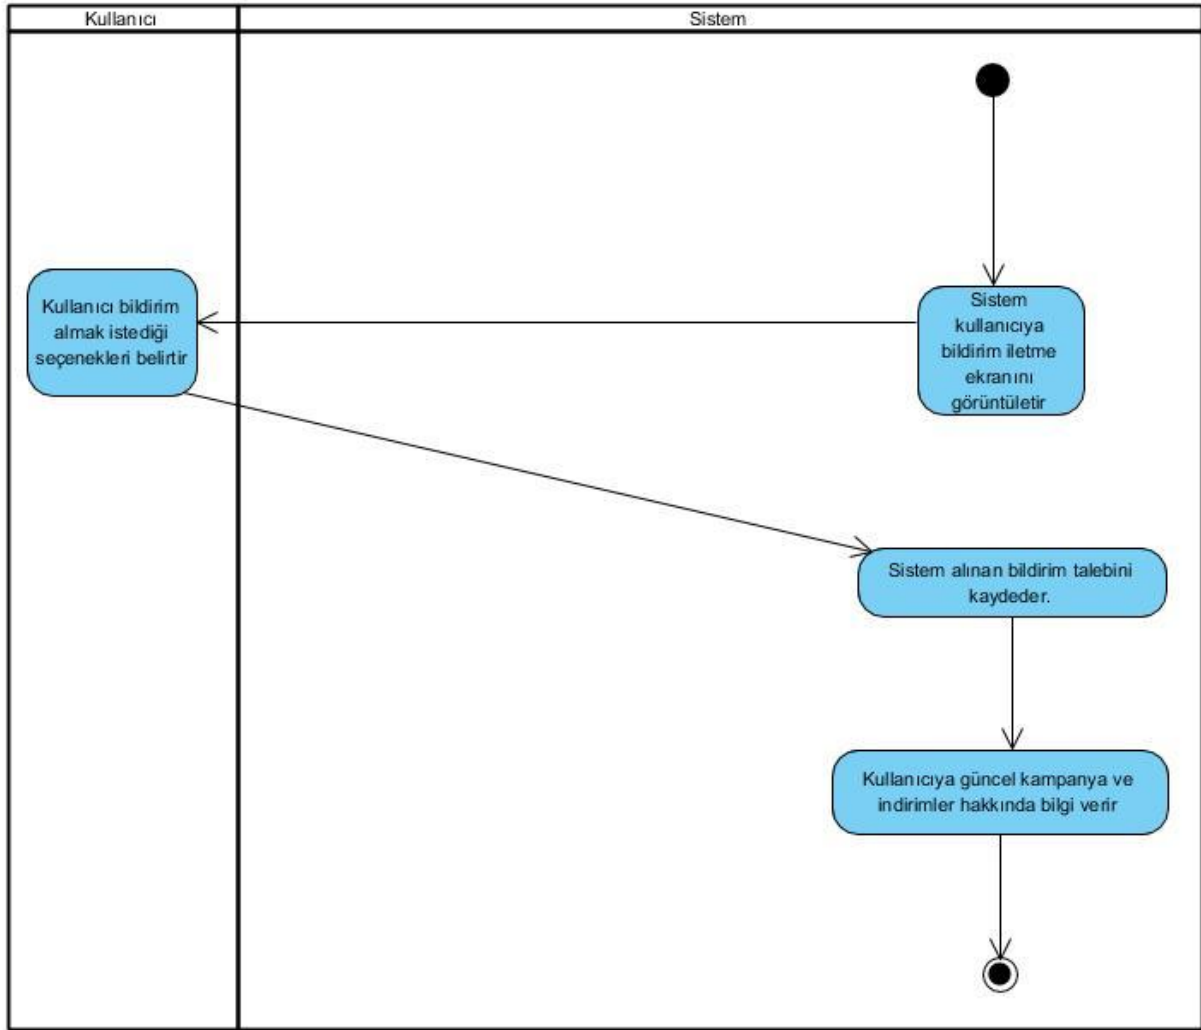 Kullanıcı
Sistem
Sistem
kullanıcıya
bildirim iletme
ekranını
görüntületir
Kullanıcı bildirim
almak istediği
seçenekleri belirtir
Sistem alınan bildirim talebini
kaydeder.
Kullanıcıya güncel kampanya ve
indirimler hakkında bilgi verir